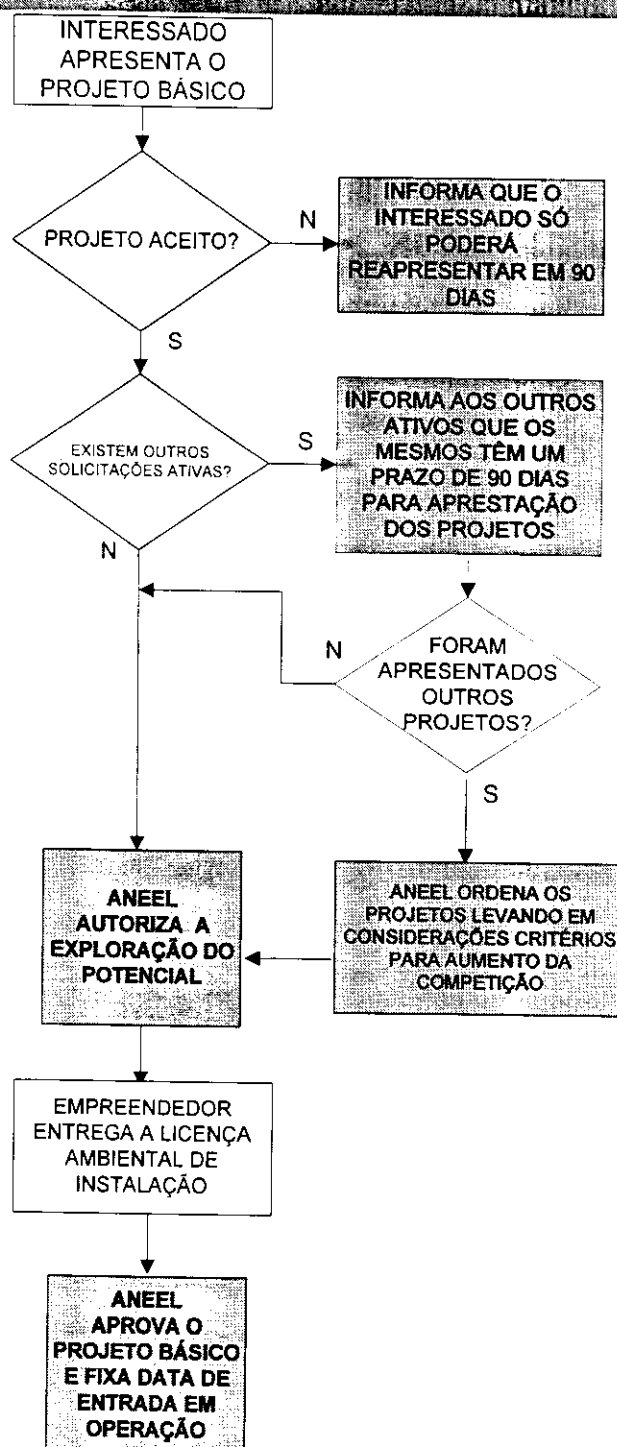 INTERESSADO
APRESENTA O
PROJETO BÁSICO
PROJETO ACEITO?
N
INFORMA QUE O
INTERESSADO SÓ
PODERÁ
REAPRESENTAR EM 90
DIAS
S
EXISTEM OUTROS
SOLICITAÇÕES ATIVAS?
S
INFORMA AOS OUTROS
ATIVOS QUE OS
MESMOS TÊM UM
PRAZO DE 90 DIAS
PARA APRESTAÇÃO
DOS PROJETOS
N
N
FORAM
APRESENTADOS
OUTROS
PROJETOS?
S
ANEEL
AUTORIZA A
EXPLORAÇÃO DO
POTENCIAL
ANEEL ORDENA OS
PROJETOS LEVANDO EM
CONSIDERAÇÕES CRITÉRIOS
PARA AUMENTO DA
COMPETIÇÃO
EMPREENDEDOR
ENTREGA A LICENÇA
AMBIENTAL DE
INSTALAÇÃO
ANEEL
APROVA O
PROJETO BÁSICO
E FIXA DATA DE
ENTRADA EM
OPERAÇÃO